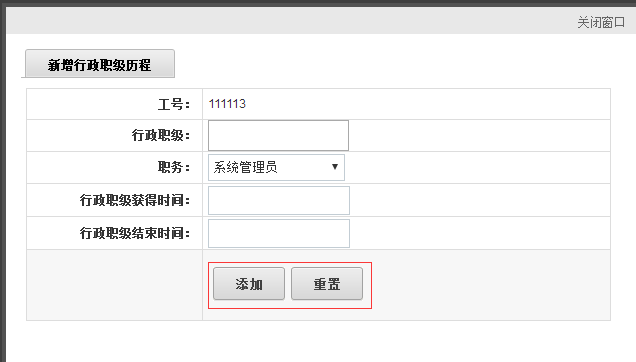 关闭窗口
新增行政职级历程
工号： 111113
行政职级：
职务： 系统管理员
行政职级获得时间：
行政职级结束时间：
添加 重置